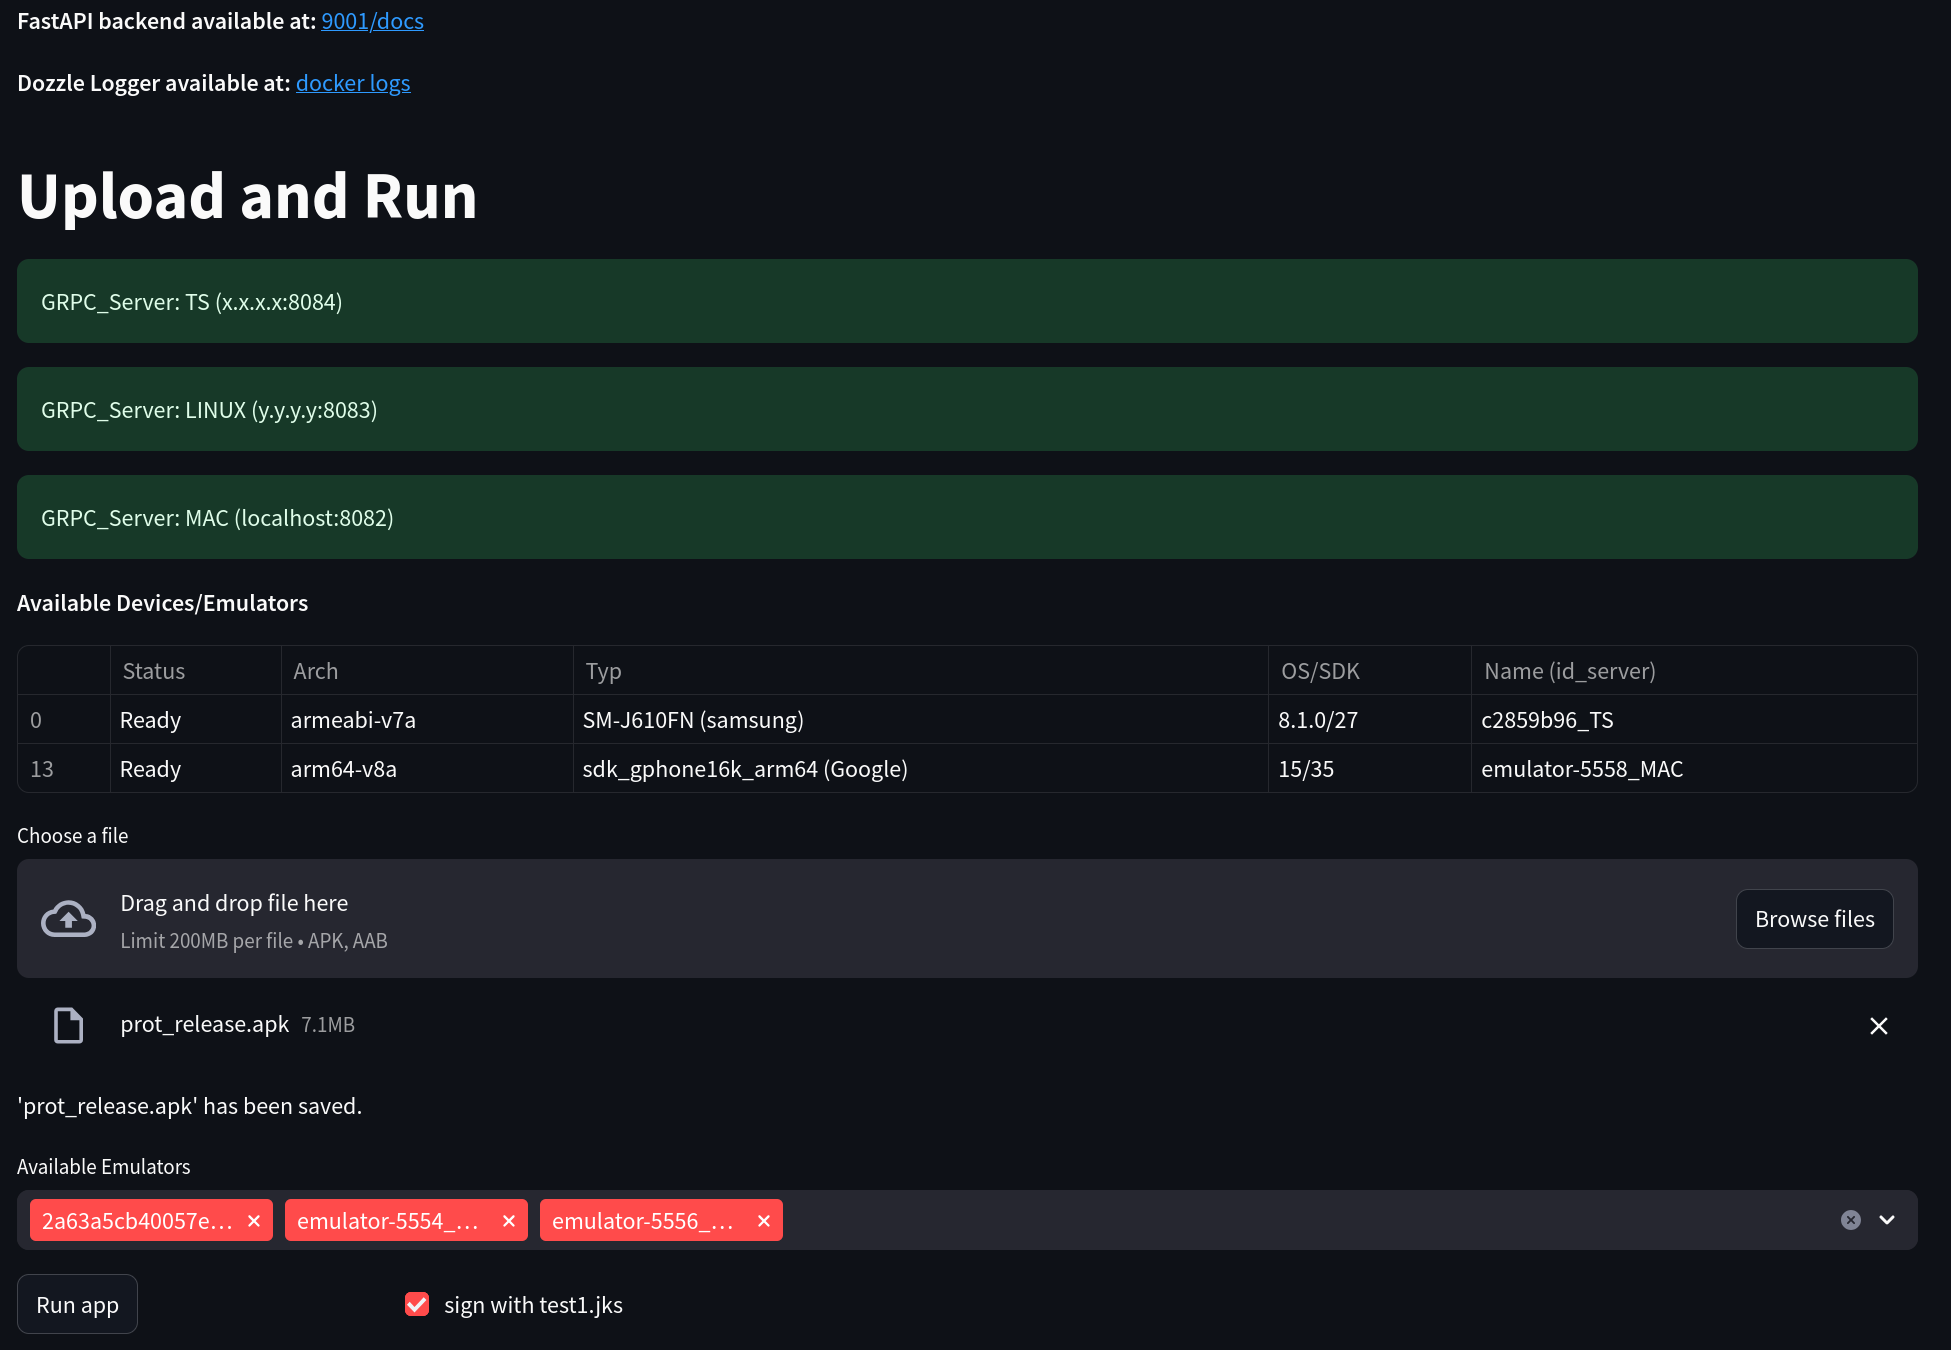 FastAPI backend available at: 9001/docs
Dozzle Logger available at: docker logs
Upload and Run
GRPC_Server: TS (x.x.x.x:8084)
GRPC_Server: LINUX (y.y.y.y:8083)
GRPC_Server: MAC (localhost:8082)
Available Devices/Emulators
Status Arch Typ OS/SDK Name (id_server)
0 Ready armeabi-v7a SM-J610FN (samsung) 8.1.0/27 c2859b96_TS
13 Ready arm64-v8a sdk_gphone16k_arm64 (Google) 15/35 emulator-5558_MAC
Choose a file
Drag and drop file here
Limit 200MB per file • APK, AAB
Browse files
prot_release.apk 7.1MB
'prot_release.apk' has been saved.
Available Emulators
2a63a5cb40057e... emulator-5554_... emulator-5556_...
Run app sign with test1.jks